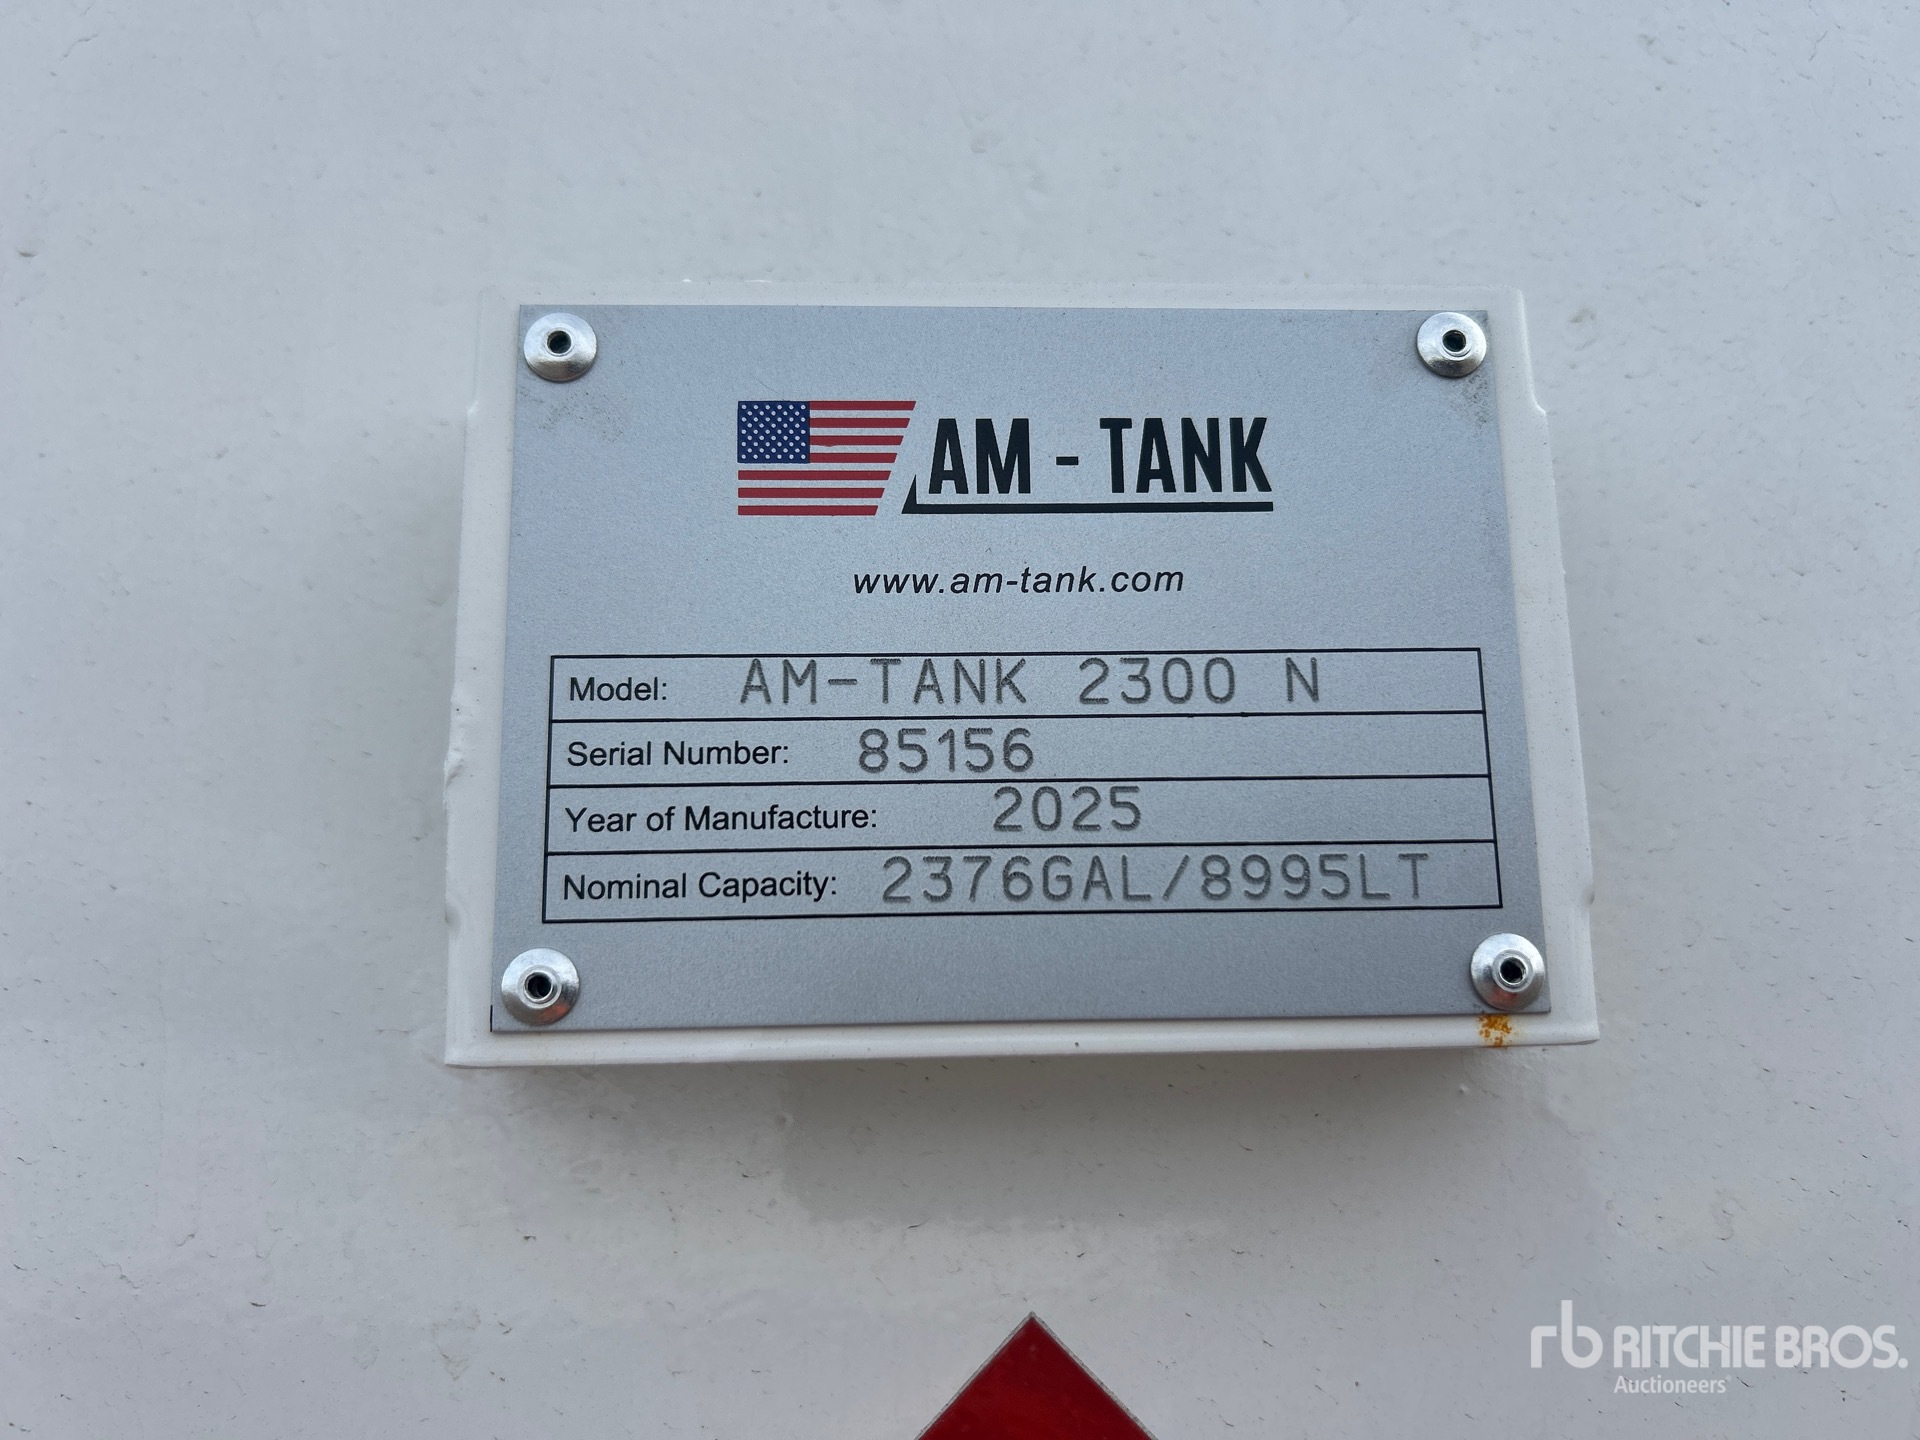 AM - TANK
www.am-tank.com
Model: AM-TANK 2300 N
Serial Number: 85156
Year of Manufacture: 2025
Nominal Capacity: 2376GAL/8995LT
rb RITCHIE BROS.
Auctioneers